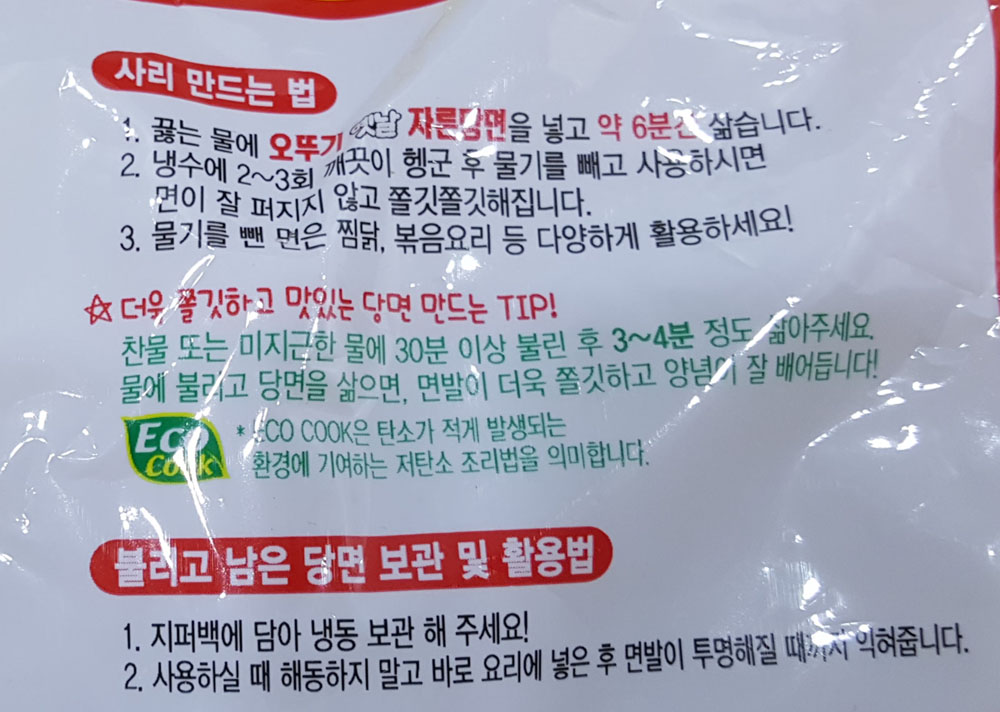 사리 만드는 법
1. 끓는 물에 오뚜기 옛날 자른당면을 넣고 약 6분간 삶습니다.
2. 냉수에 2~3회 깨끗이 헹군 후 물기를 빼고 사용하시면
면이 잘 퍼지지 않고 쫄깃쫄깃해집니다.
3. 물기를 뺀 면은 찜닭, 볶음요리 등 다양하게 활용하세요!
☆ 더욱 쫄깃하고 맛있는 당면 만드는 TIP!
찬물 또는 미지근한 물에 30분 이상 불린 후 3~4분 정도 삶아주세요.
물에 불리고 당면을 삶으면, 면발이 더욱 쫄깃하고 양념이 잘 배어듭니다!
Eco
Cook
* ECO COOK은 탄소가 적게 발생되는
환경에 기여하는 저탄소 조리법을 의미합니다.
불리고 남은 당면 보관 및 활용법
1. 지퍼백에 담아 냉동 보관 해 주세요!
2. 사용하실 때 해동하지 말고 바로 요리에 넣은 후 면발이 투명해질 때까지 익혀줍니다.